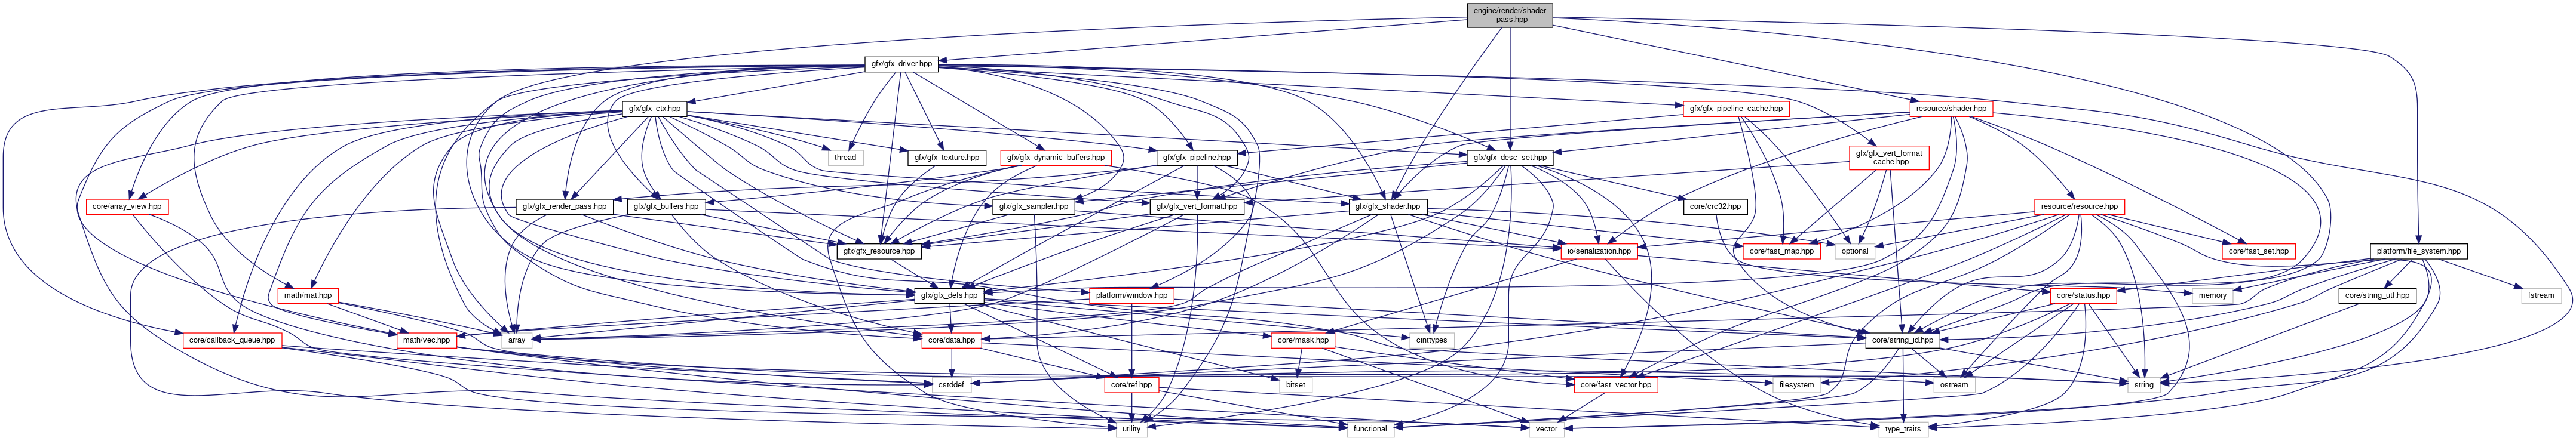 engine/render/shader
_pass.hpp
gfx/gfx_driver.hpp
gfx/gfx_ctx.hpp
gfx/gfx_pipeline_cache.hpp
resource/shader.hpp
thread
gfx/gfx_texture.hpp
gfx/gfx_dynamic_buffers.hpp
gfx/gfx_pipeline.hpp
gfx/gfx_desc_set.hpp
gfx/gfx_vert_format
_cache.hpp
core/array_view.hpp
gfx/gfx_render_pass.hpp
gfx/gfx_buffers.hpp
gfx/gfx_sampler.hpp
gfx/gfx_vert_format.hpp
gfx/gfx_shader.hpp
core/crc32.hpp
resource/resource.hpp
gfx/gfx_resource.hpp
io/serialization.hpp
core/fast_map.hpp
optional
core/fast_set.hpp
platform/file_system.hpp
math/mat.hpp
gfx/gfx_defs.hpp
platform/window.hpp
core/status.hpp
memory
core/string_utf.hpp
fstream
core/callback_queue.hpp
math/vec.hpp
array
core/data.hpp
core/mask.hpp
cinttypes
core/string_id.hpp
cstddef
core/ref.hpp
bitset
core/fast_vector.hpp
filesystem
ostream
string
utility
functional
vector
type_traits